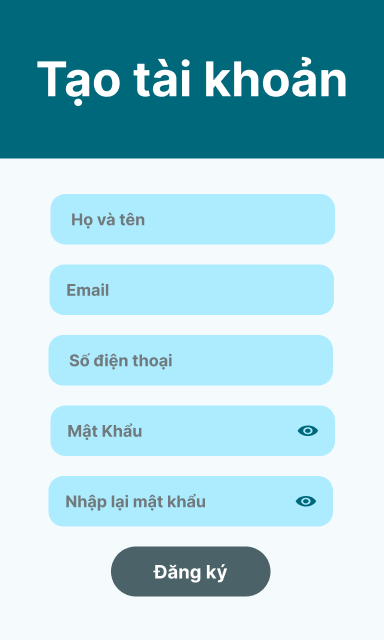 Tạo tài khoản
Họ và tên
Email
Số điện thoại
Mật Khẩu
Nhập lại mật khẩu
Đăng ký